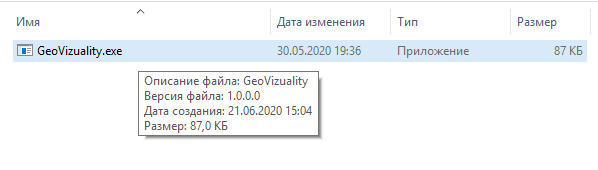 Имя Дата изменения Тип Размер
GeoVizuality.exe 30.05.2020 19:36 Приложение 87 КБ
Описание файла: GeoVizuality
Версия файла: 1.0.0.0
Дата создания: 21.06.2020 15:04
Размер: 87,0 КБ